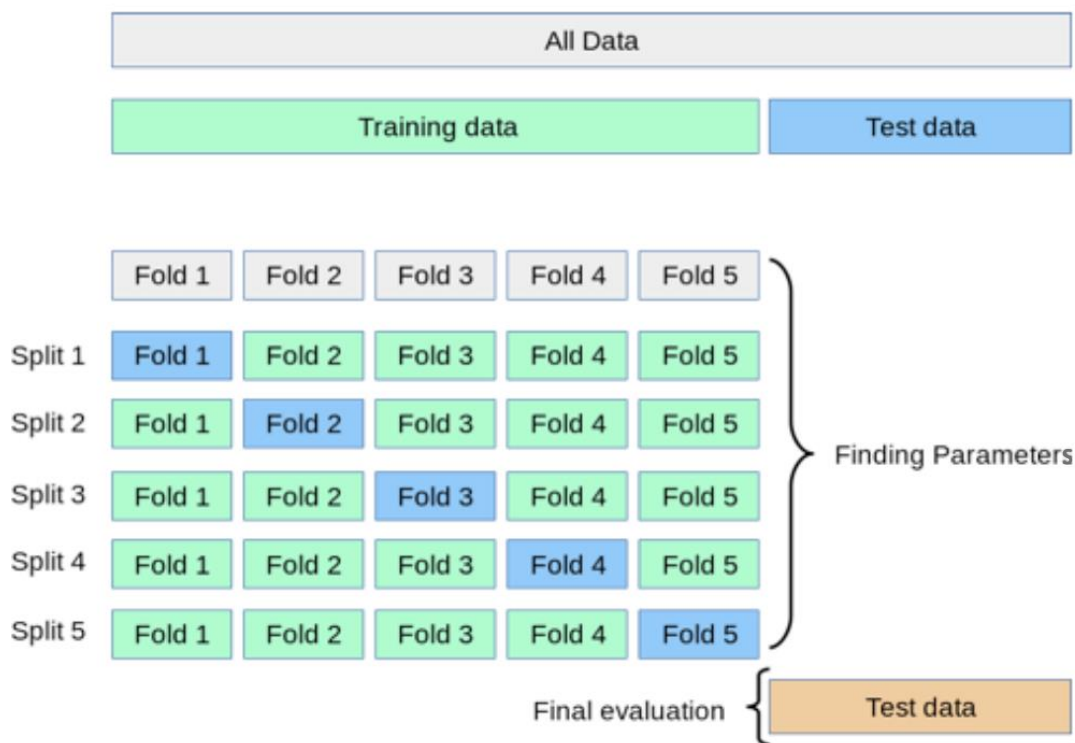 All Data
Training data Test data
Fold 1 Fold 2 Fold 3 Fold 4 Fold 5
Split 1 Fold 1 Fold 2 Fold 3 Fold 4 Fold 5
Split 2 Fold 1 Fold 2 Fold 3 Fold 4 Fold 5
Finding Parameters
Split 3 Fold 1 Fold 2 Fold 3 Fold 4 Fold 5
Split 4 Fold 1 Fold 2 Fold 3 Fold 4 Fold 5
Split 5 Fold 1 Fold 2 Fold 3 Fold 4 Fold 5
Final evaluation Test data